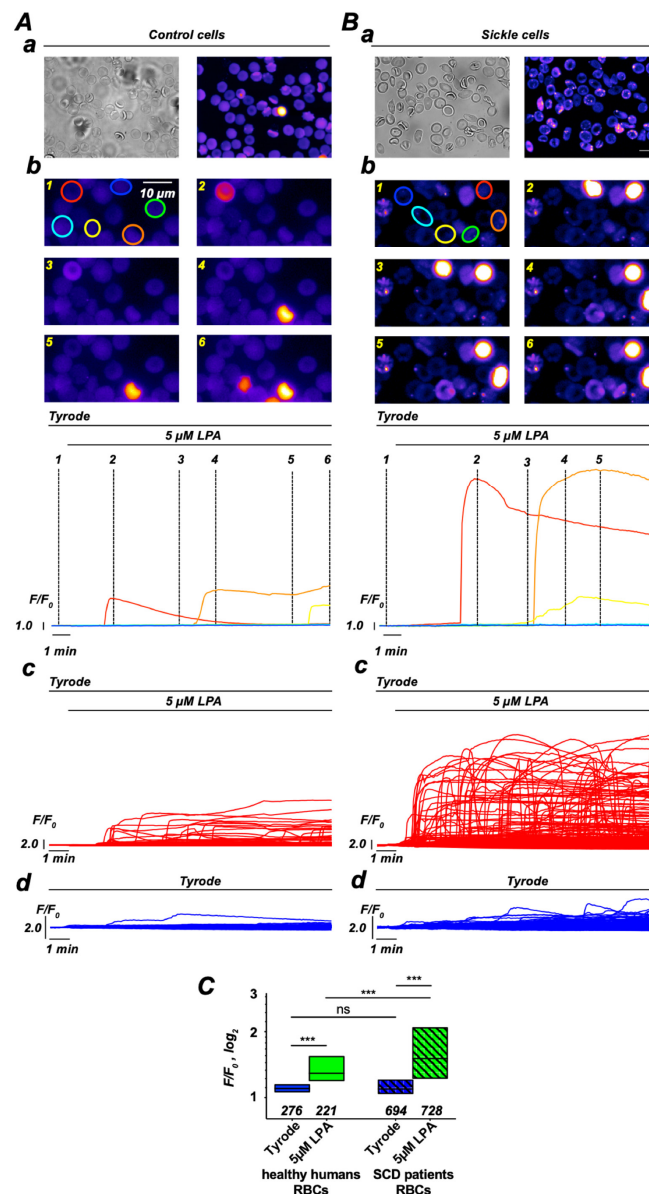 A
Control cells
a
b
1
10 µm
2
3
4
5
6
Tyrode
5 µM LPA
1 2 3 4 5 6
F/F0
1.0
1 min
c
Tyrode
5 µM LPA
F/F0
2.0
1 min
d
Tyrode
F/F0
2.0
1 min
B
Sickle cells
a
b
1
2
3
4
5
6
Tyrode
5 µM LPA
1 2 3 4 5
F/F0
1.0
1 min
c
Tyrode
5 µM LPA
F/F0
2.0
1 min
d
Tyrode
F/F0
2.0
1 min
C
3
2
1
F/F0 , log2
***
ns
***
***
276 221 694 728
Tyrode 5µM LPA Tyrode 5µM LPA
healthy humans SCD patients
RBCs RBCs